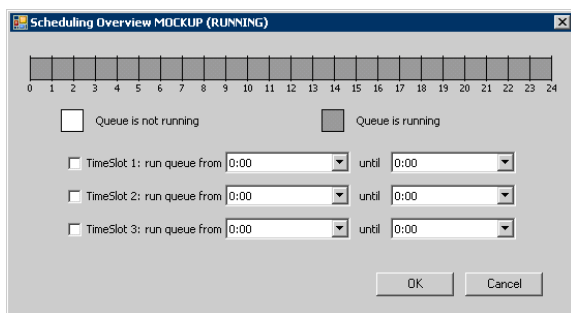 Scheduling Overview MOCKUP (RUNNING)
0 1 2 3 4 5 6 7 8 9 10 11 12 13 14 15 16 17 18 19 20 21 22 23 24
Queue is not running Queue is running
TimeSlot 1: run queue from 0:00 until 0:00
TimeSlot 2: run queue from 0:00 until 0:00
TimeSlot 3: run queue from 0:00 until 0:00
OK Cancel